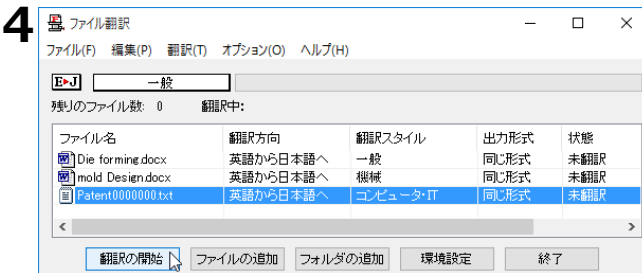 4
ファイル翻訳
ファイル(F) 編集(P) 翻訳(T) オプション(O) ヘルプ(H)
E▸J 一般
残りのファイル数: 0 翻訳中:
ファイル名 翻訳方向 翻訳スタイル 出力形式 状態
Die forming.docx 英語から日本語へ 一般 同じ形式 未翻訳
mold Design.docx 英語から日本語へ 機械 同じ形式 未翻訳
Patent0000000.txt 英語から日本語へ コンピュータ・IT 同じ形式 未翻訳
翻訳の開始 ファイルの追加 フォルダの追加 環境設定 終了